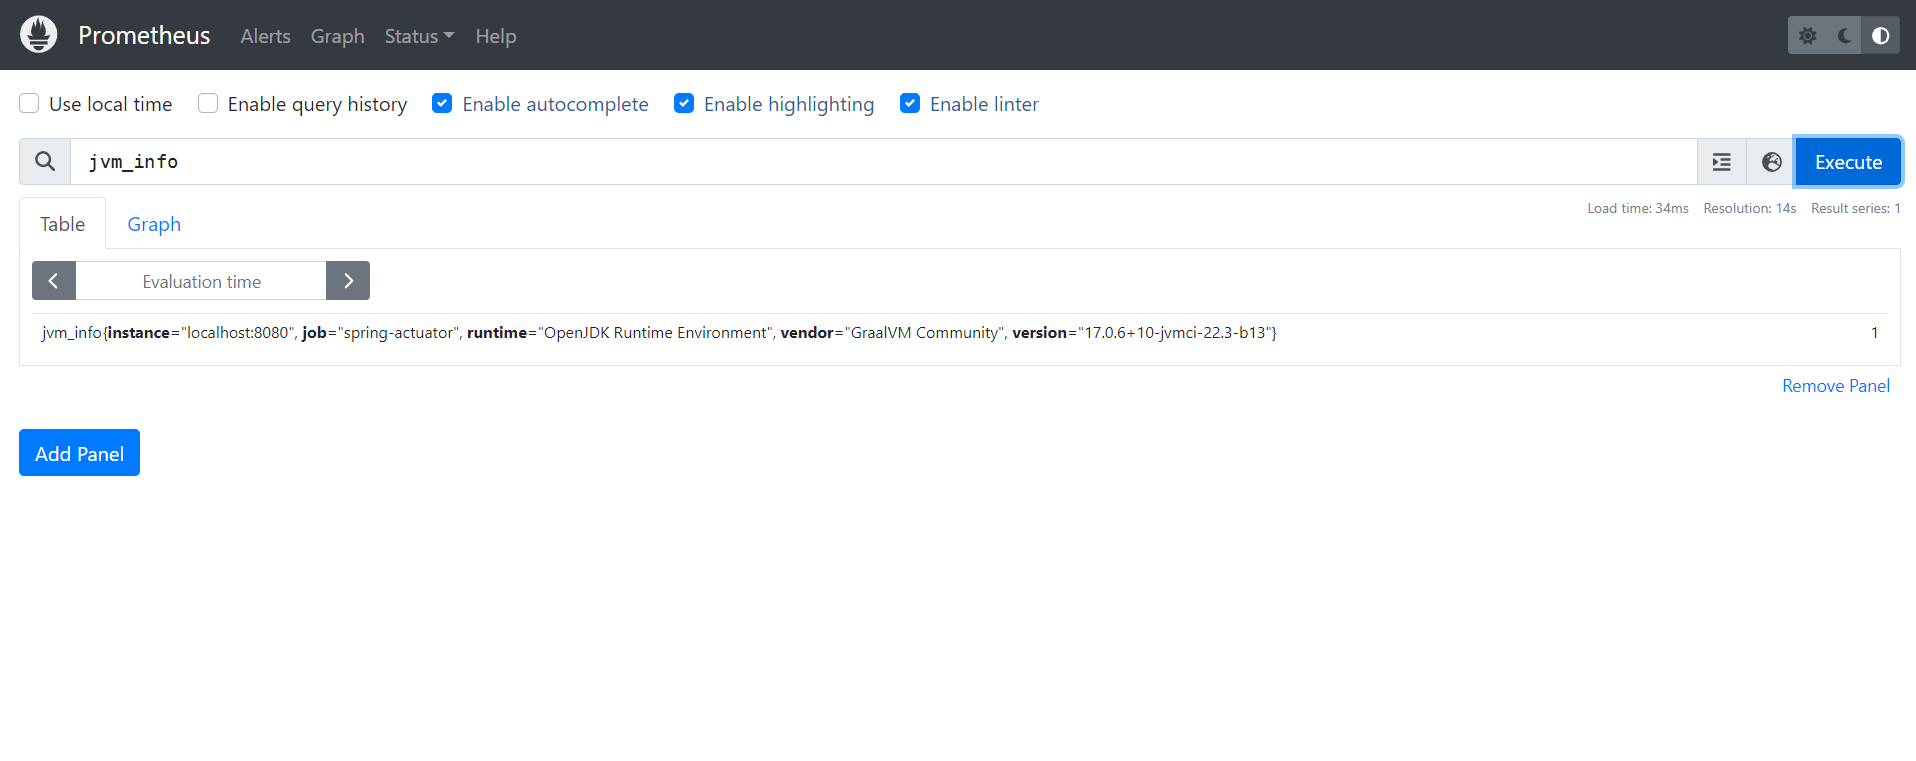 Prometheus Alerts Graph Status Help
Use local time Enable query history Enable autocomplete Enable highlighting Enable linter
jvm_info Execute
Table Graph Load time: 34ms Resolution: 14s Result series: 1
Evaluation time
jvm_info{instance="localhost:8080", job="spring-actuator", runtime="OpenJDK Runtime Environment", vendor="GraalVM Community", version="17.0.6+10-jvmci-22.3-b13"} 1
Remove Panel
Add Panel